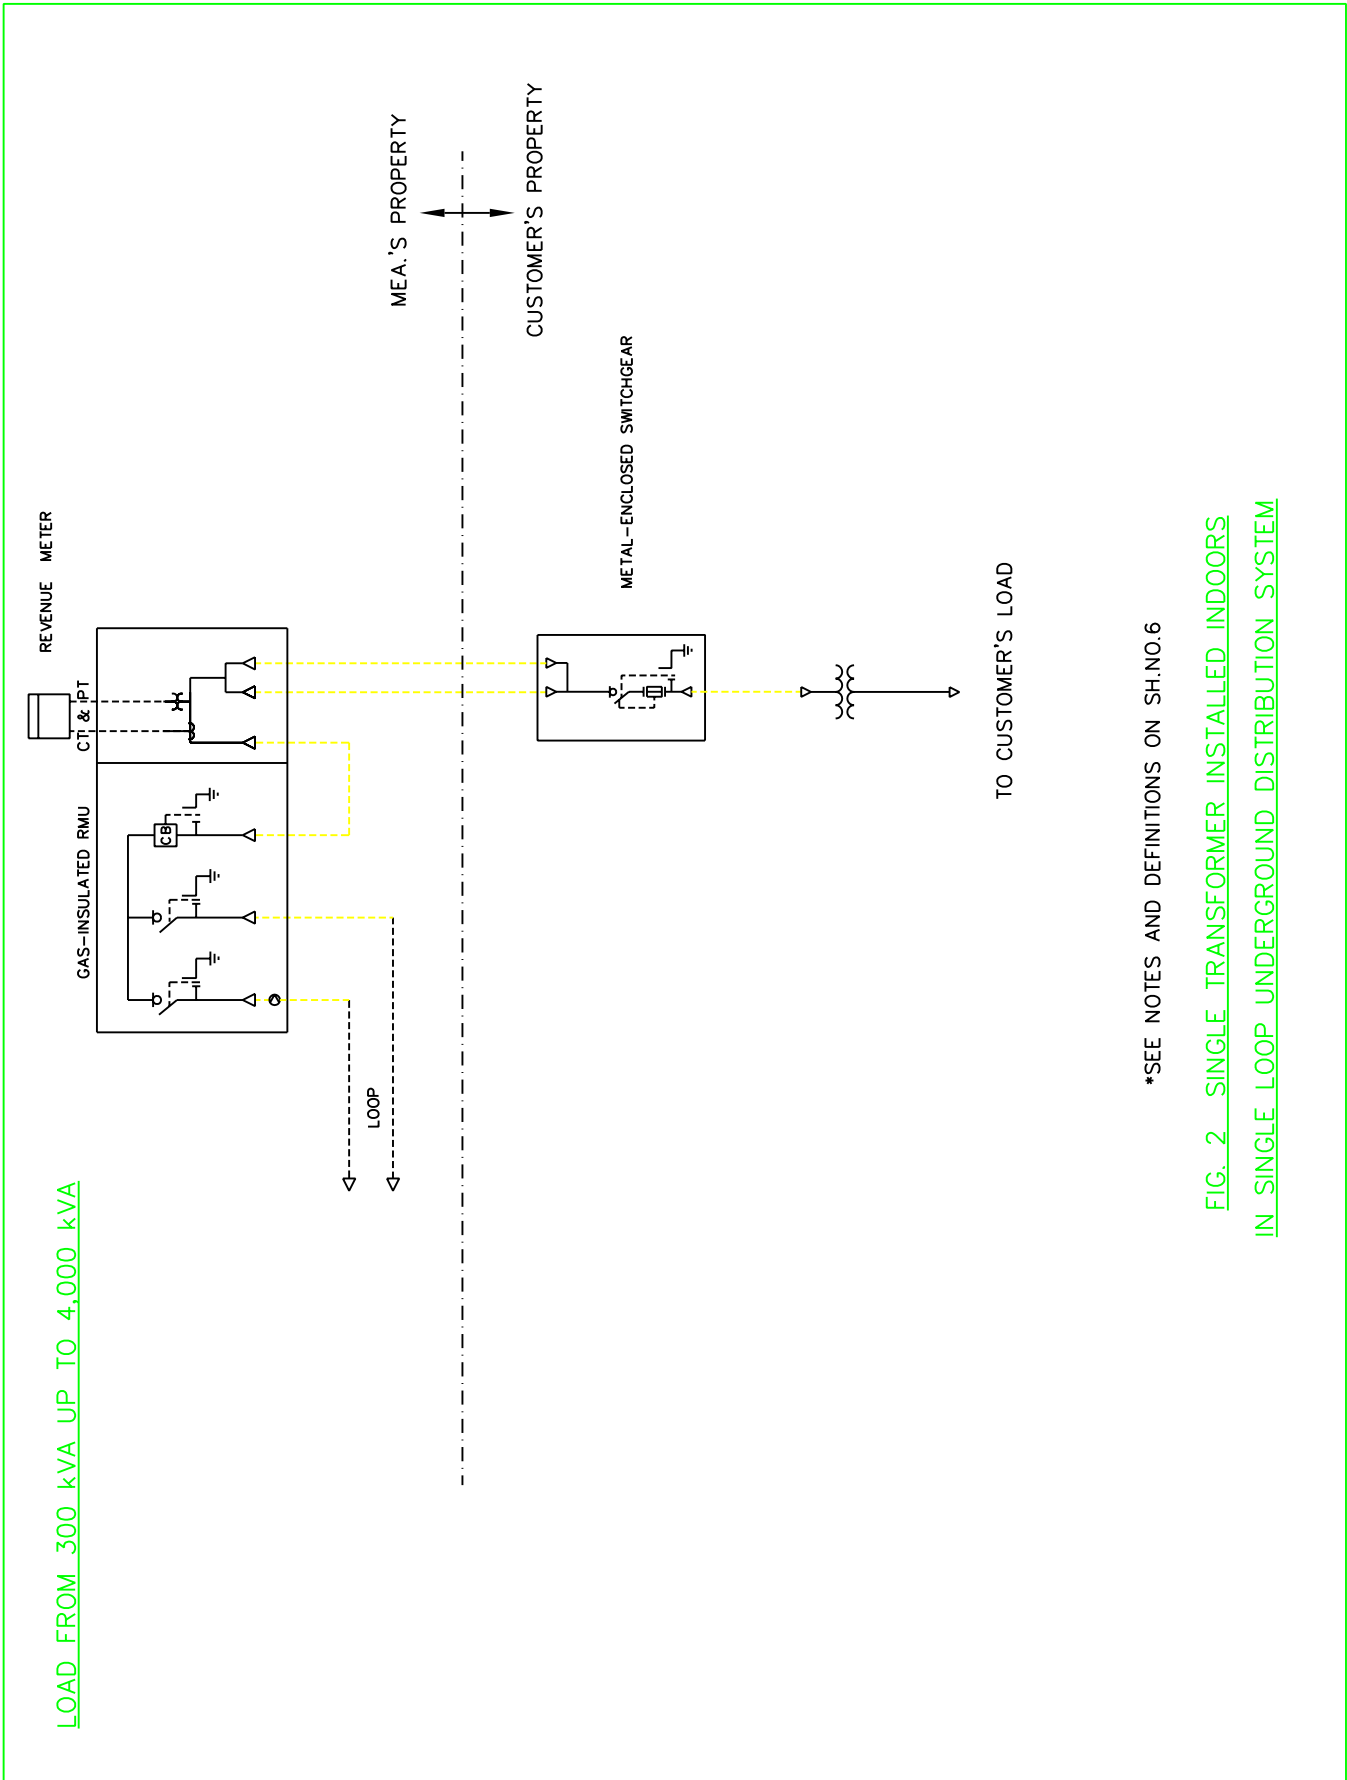 LOAD FROM 300 kVA UP TO 4,000 kVA
REVENUE METER
GAS-INSULATED RMU
CT & PT
CB
LOOP
MEA.'S PROPERTY
CUSTOMER'S PROPERTY
METAL-ENCLOSED SWITCHGEAR
TO CUSTOMER'S LOAD
*SEE NOTES AND DEFINITIONS ON SH.NO.6
FIG. 2 SINGLE TRANSFORMER INSTALLED INDOORS
IN SINGLE LOOP UNDERGROUND DISTRIBUTION SYSTEM